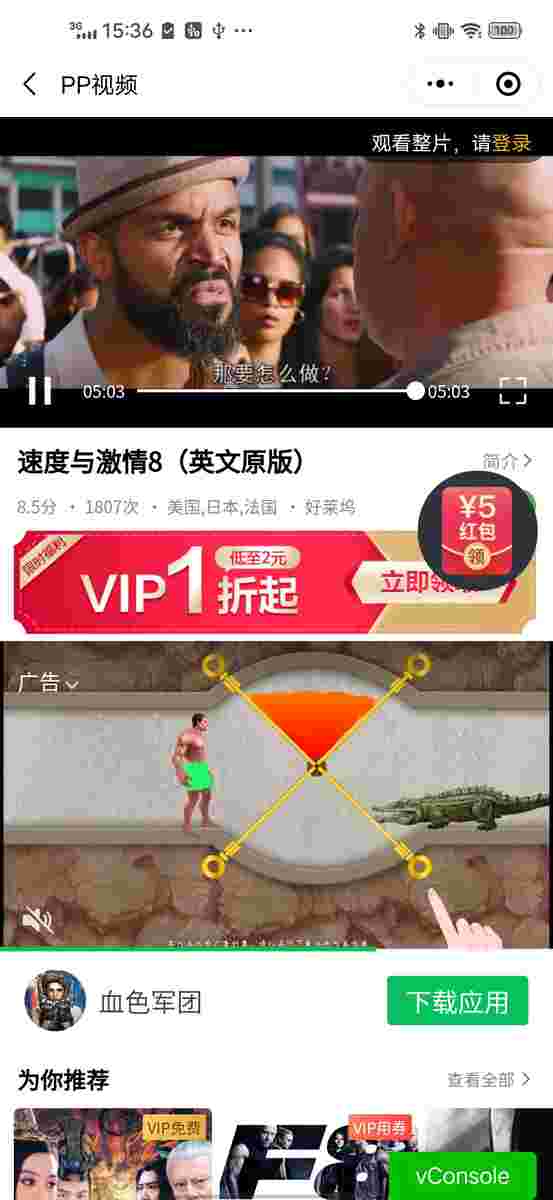 3G 15:36 100
PP视频
观看整片，请登录
那要怎么做？
05:03 05:03
速度与激情8（英文原版）
简介
8.5分 · 1807次 · 美国,日本,法国 · 好莱坞
¥5
红包
领
限时福利
VIP1折起
低至2元
立即领
广告
血色军团
下载应用
为你推荐
查看全部
VIP免费
VIP用券
F8
vConsole